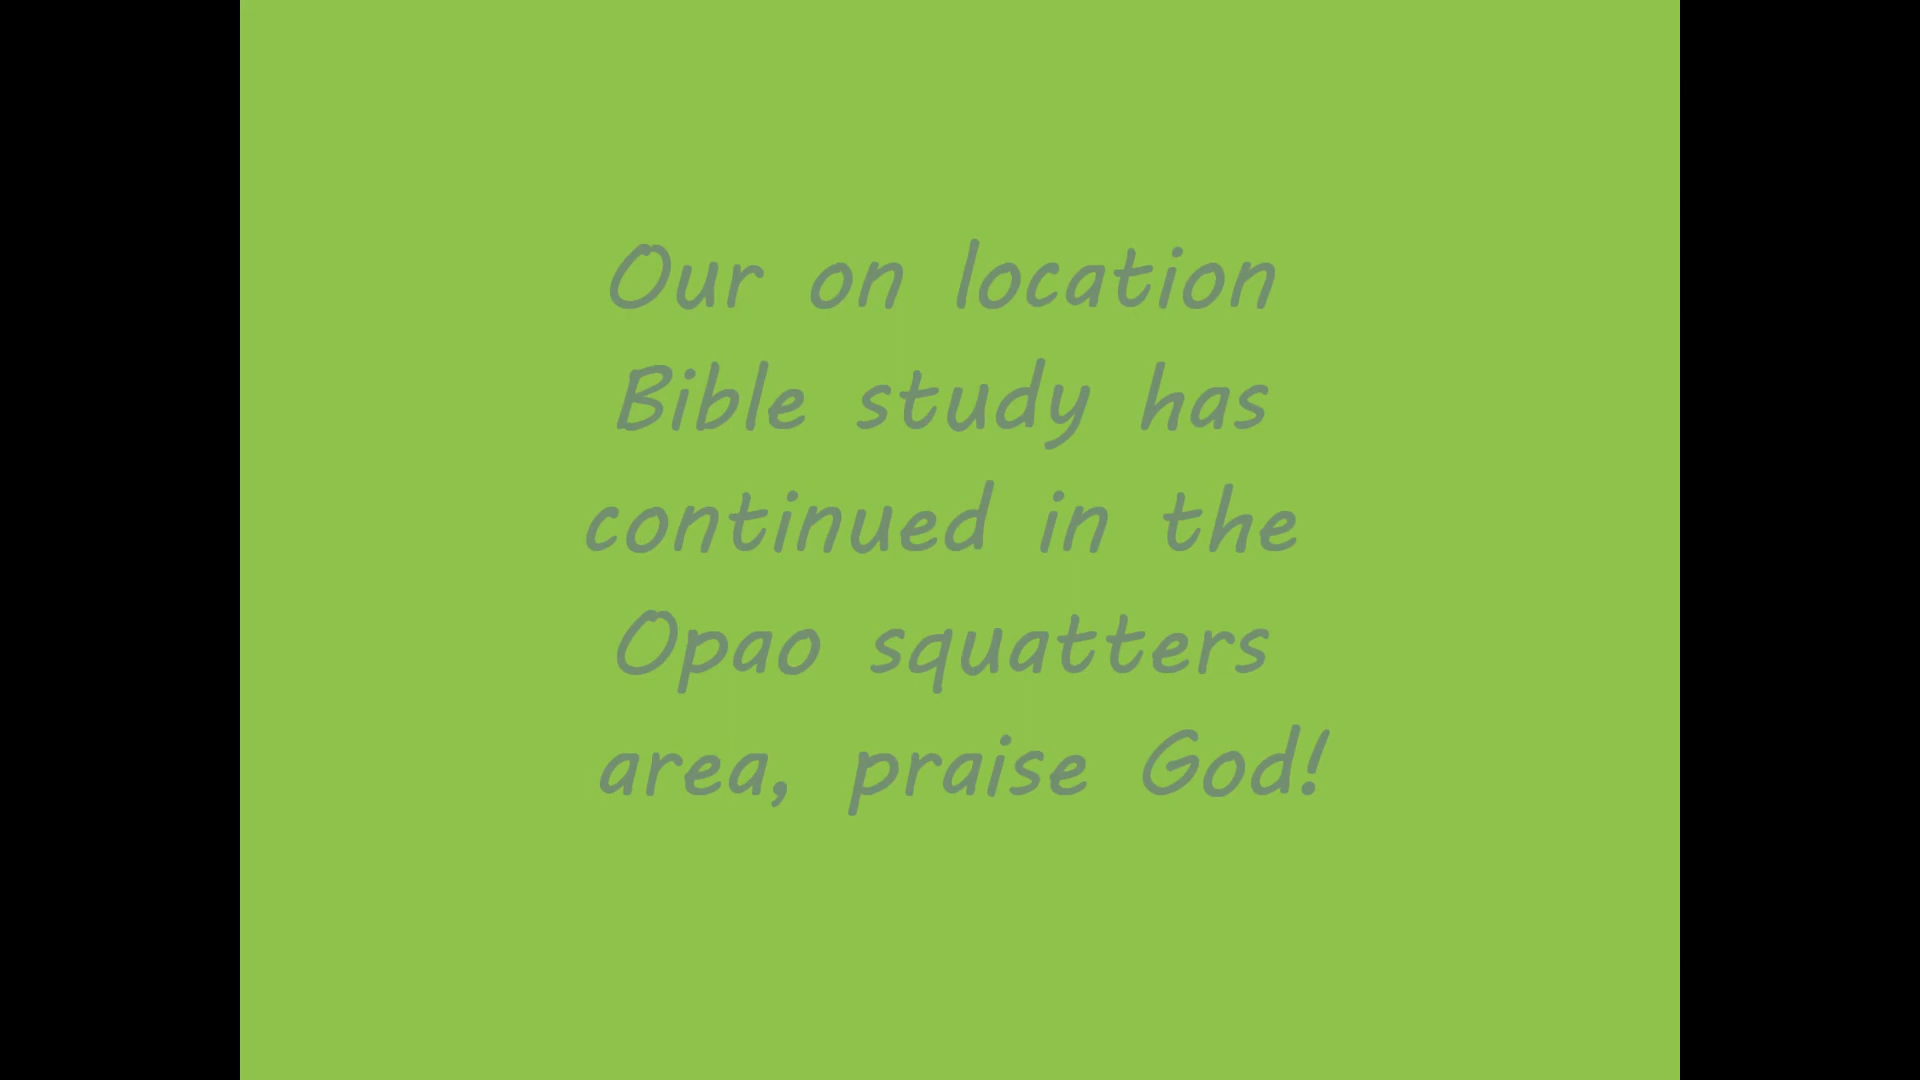 Our on location
Bible study has
continued in the
Opao squatters
area, praise God!